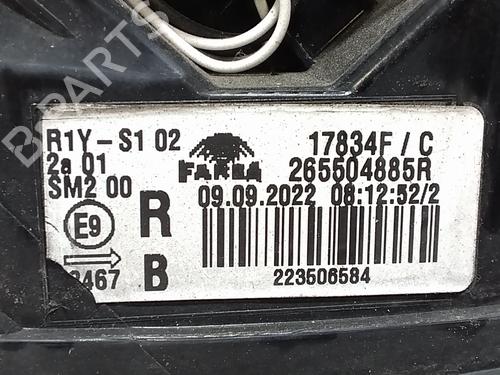 B-PARTS
R1Y-S1 02
2a 01
SM2 00
E9
3467
R
B
FARBA
17834F / C
265504885R
09.09.2022 08:12:52/2
223506584